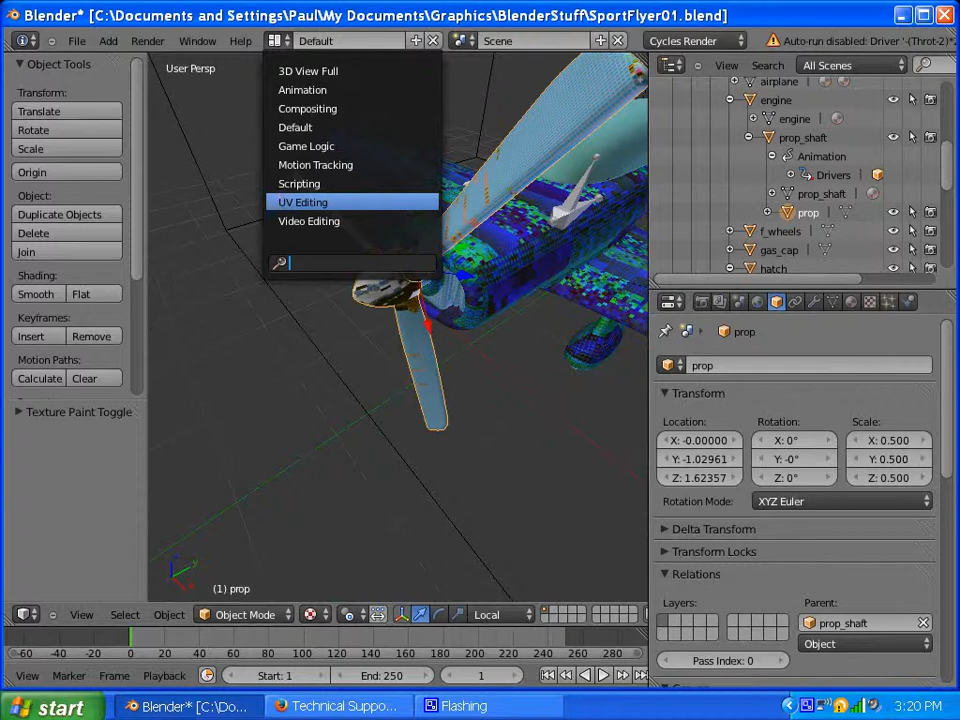 Blender* [C:\Documents and Settings\Paul\My Documents\Graphics\BlenderStuff\SportFlyer01.blend]
File Add Render Window Help Default Scene Cycles Render Auto-run disabled: Driver '-(Throt-2)*
Object Tools
Transform:
Translate
Rotate
Scale
Origin
Object:
Duplicate Objects
Delete
Join
Shading:
Smooth Flat
Keyframes:
Insert Remove
Motion Paths:
Calculate Clear
Texture Paint Toggle
User Persp
3D View Full
Animation
Compositing
Default
Game Logic
Motion Tracking
Scripting
UV Editing
Video Editing
(1) prop
View Select Object Object Mode Local
View Search All Scenes
airplane
engine
engine
prop_shaft
Animation
Drivers
prop_shaft
prop
f_wheels
gas_cap
hatch
prop
prop
Transform
Location: Rotation: Scale:
X: -0.00000 X: 0° X: 0.500
Y: -1.02961 Y: -0° Y: 0.500
Z: 1.62357 Z: 0° Z: 0.500
Rotation Mode: XYZ Euler
Delta Transform
Transform Locks
Relations
Layers: Parent:
prop_shaft
Object
Pass Index: 0
-60 -40 -20 0 20 40 60 80 100 120 140 160 180 200 220 240 260 280
Marker Frame Playback Start: 1 End: 250 1
View
start Blender* [C:\Do... Technical Suppo... Flashing 3:20 PM